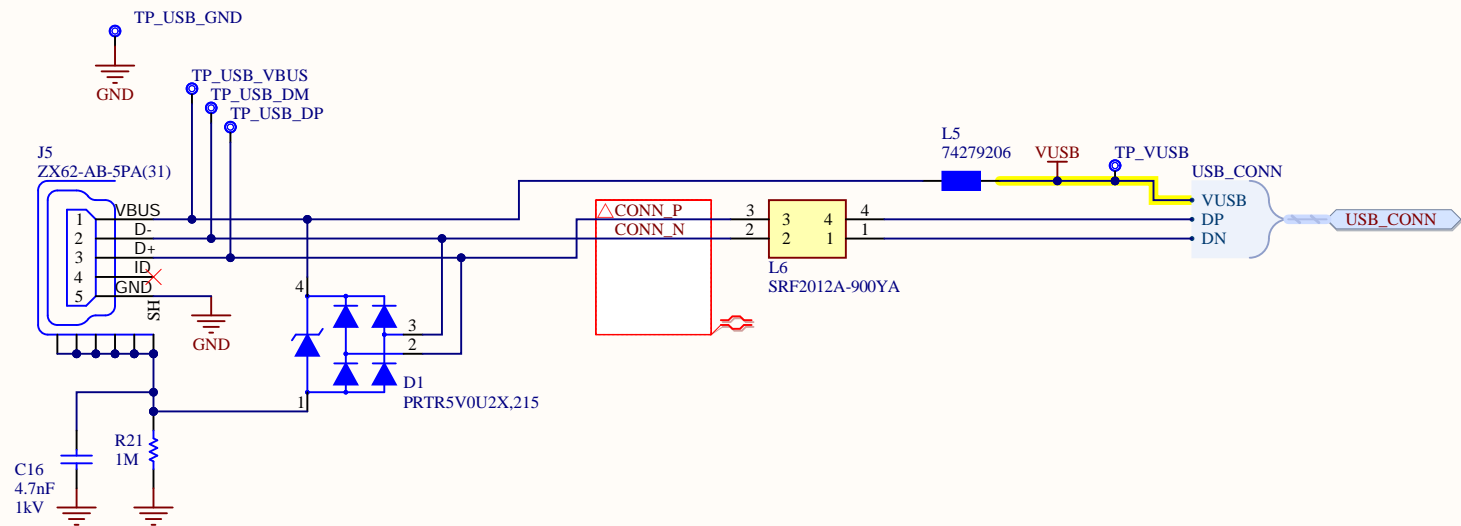 TP_USB_GND
GND
TP_USB_VBUS
TP_USB_DM
TP_USB_DP
J5
ZX62-AB-5PA(31)
1 VBUS
2 D-
3 D+
4 ID
5 GND
SH
GND
4
3
2
1
D1
PRTR5V0U2X,215
R21
1M
C16
4.7nF
1kV
CONN_P
CONN_N
3 3 4 4
2 2 1 1
L6
SRF2012A-900YA
L5
74279206
VUSB
TP_VUSB
USB_CONN
VUSB
DP
DN
USB_CONN